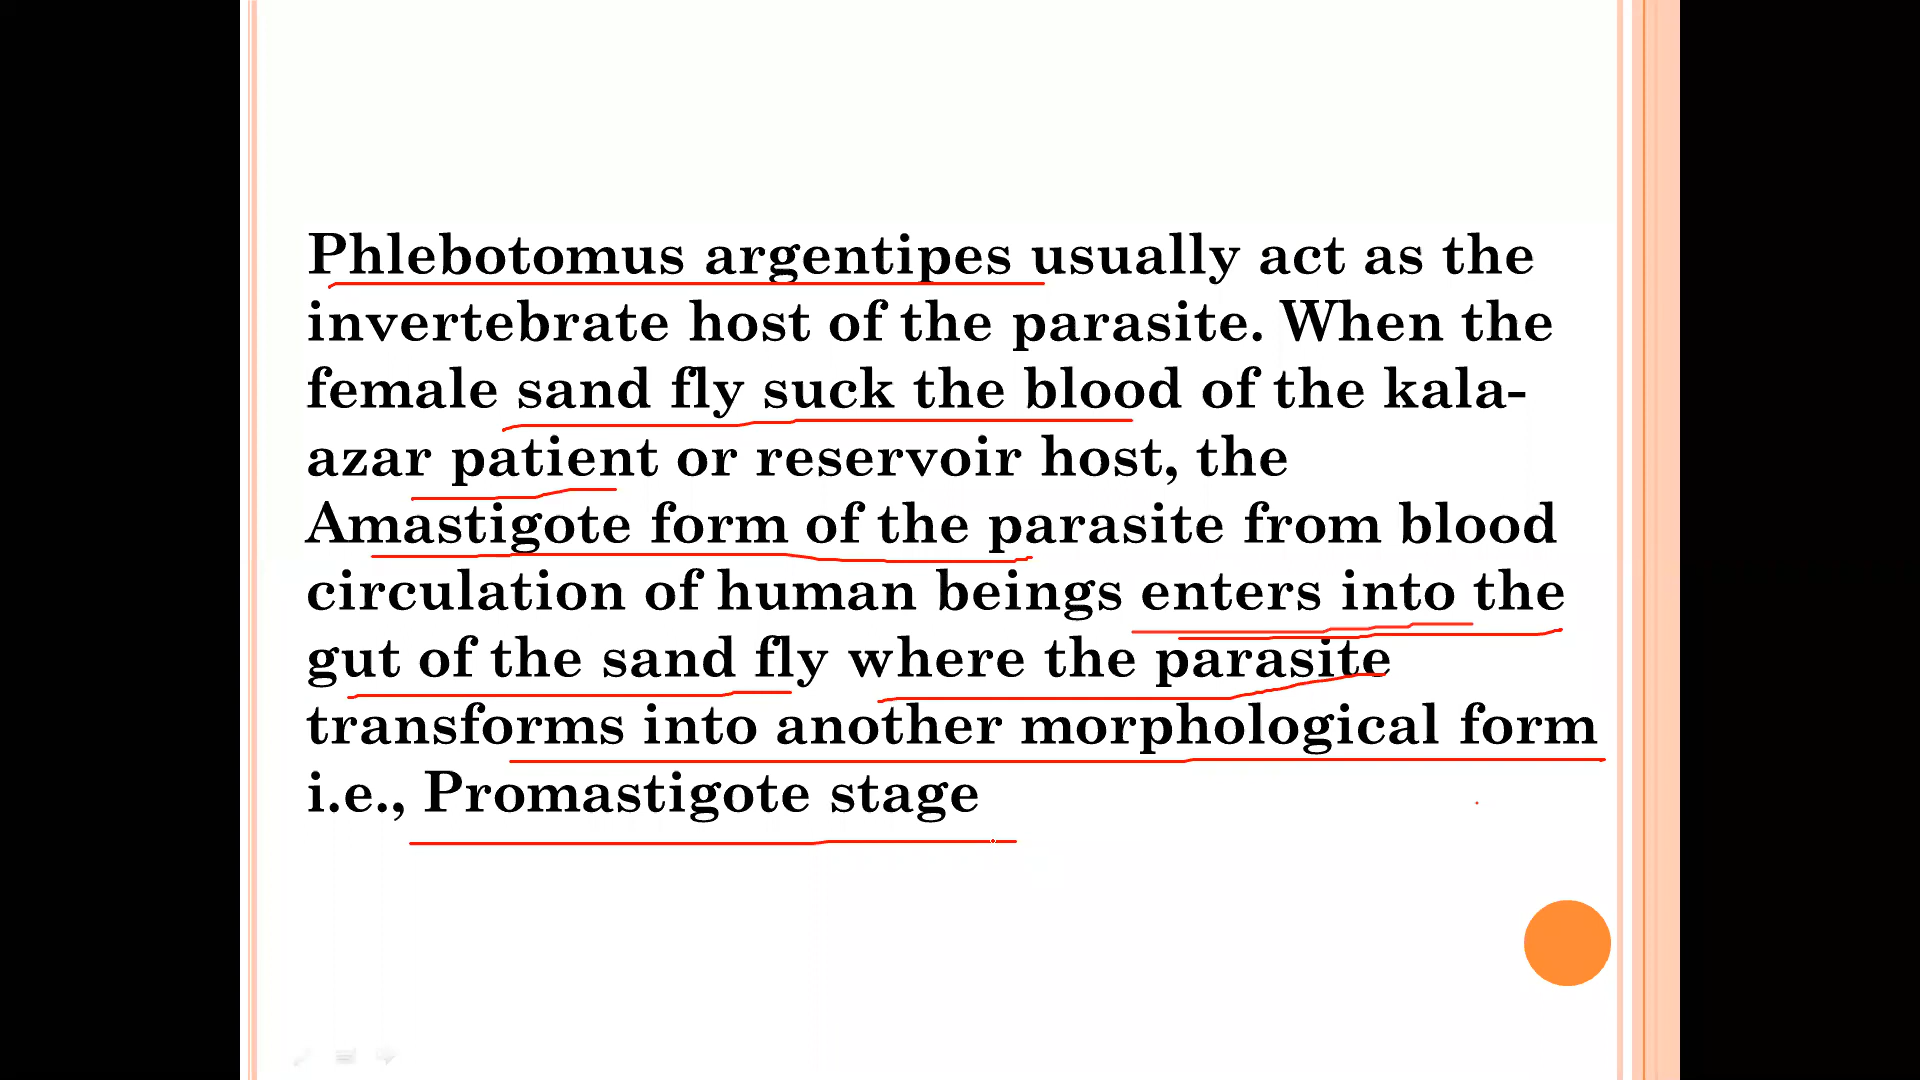 Phlebotomus argentipes usually act as the
invertebrate host of the parasite. When the
female sand fly suck the blood of the kala-
azar patient or reservoir host, the
Amastigote form of the parasite from blood
circulation of human beings enters into the
gut of the sand fly where the parasite
transforms into another morphological form
i.e., Promastigote stage